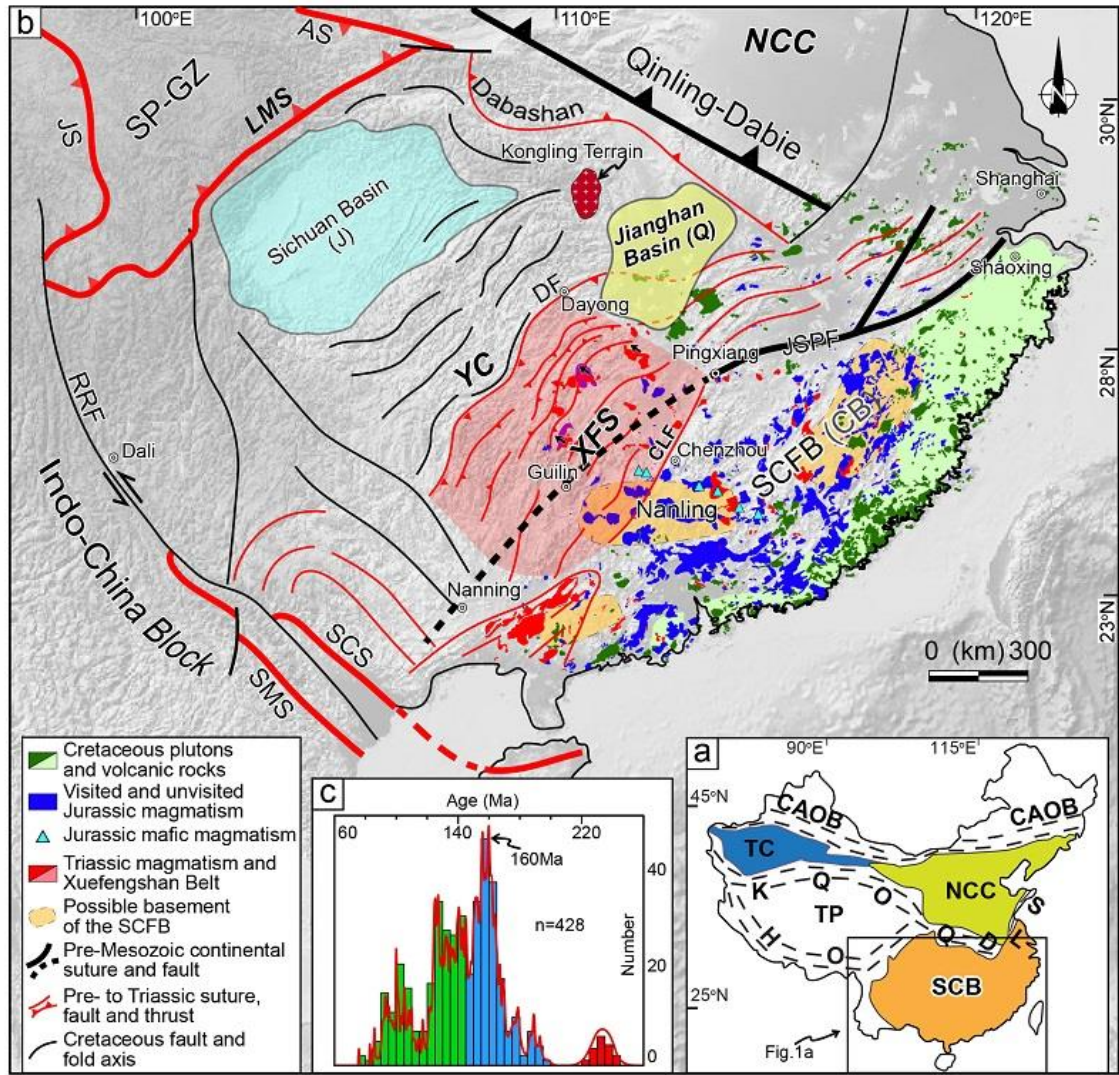 b
100°E
110°E
120°E
AS
NCC
SP-GZ
JS
LMS
Qinling-Dabie
Dabashan
30°N
Kongling Terrain
Shanghai
Sichuan Basin
(J)
Jianghan
Basin (Q)
Shaoxing
DF
Dayong
JSPF
Pingxiang
28°N
YC
RRF
XFS
SCFB (CB)
CLF
Dali
Chenzhou
Guilin
Nanling
Indo-China Block
Nanning
23°N
SCS
SMS
0 (km) 300
Cretaceous plutons
and volcanic rocks
Visited and unvisited
Jurassic magmatism
Jurassic mafic magmatism
Triassic magmatism and
Xuefengshan Belt
Possible basement
of the SCFB
Pre-Mesozoic continental
suture and fault
Pre- to Triassic suture,
fault and thrust
Cretaceous fault and
fold axis
c
Age (Ma)
60 140 220
160Ma
40
n=428
Number
20
0
a
90°E
115°E
45°N
CAOB
CAOB
TC
NCC
K Q O
TP
H O
Q D L S
SCB
25°N
Fig.1a